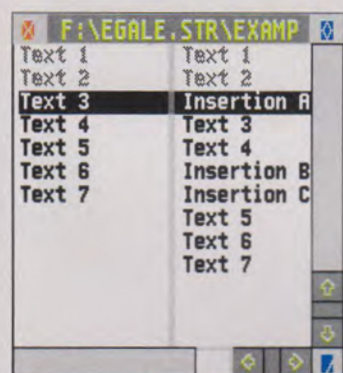 F:\EGALE.STR\EXAMP
Text 1 Text 1
Text 2 Text 2
Text 3 Insertion A
Text 4 Text 3
Text 5 Text 4
Text 6 Insertion B
Text 7 Insertion C
Text 5
Text 6
Text 7